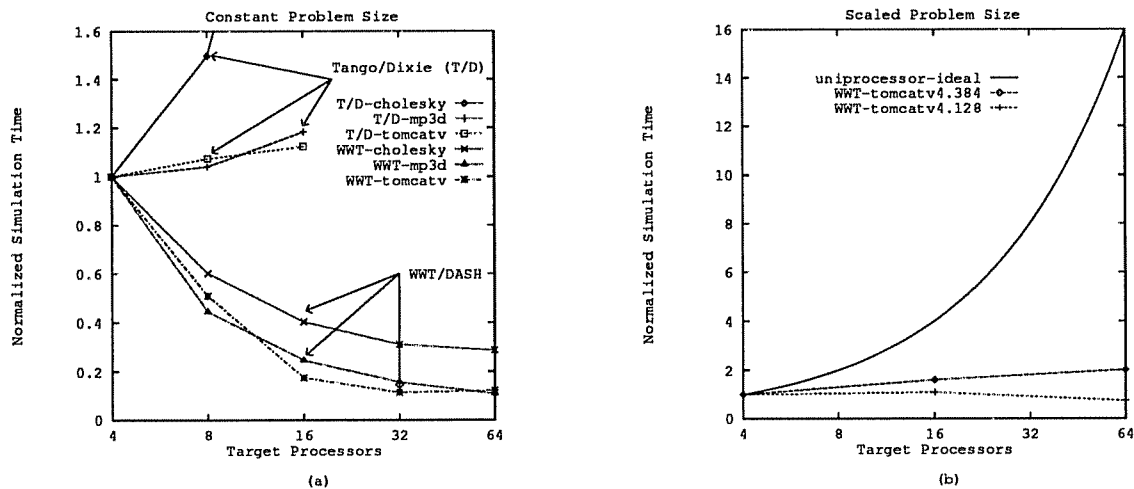 Constant Problem Size
Normalized Simulation Time
1.6
1.4
1.2
1
0.8
0.6
0.4
0.2
0
Tango/Dixie (T/D)
T/D-cholesky
T/D-mp3d
T/D-tomcatv
WWT-cholesky
WWT-mp3d
WWT-tomcatv
WWT/DASH
4 8 16 32 64
Target Processors
(a)
Scaled Problem Size
Normalized Simulation Time
16
14
12
10
8
6
4
2
0
uniprocessor-ideal
WWT-tomcatv4.384
WWT-tomcatv4.128
4 8 16 32 64
Target Processors
(b)